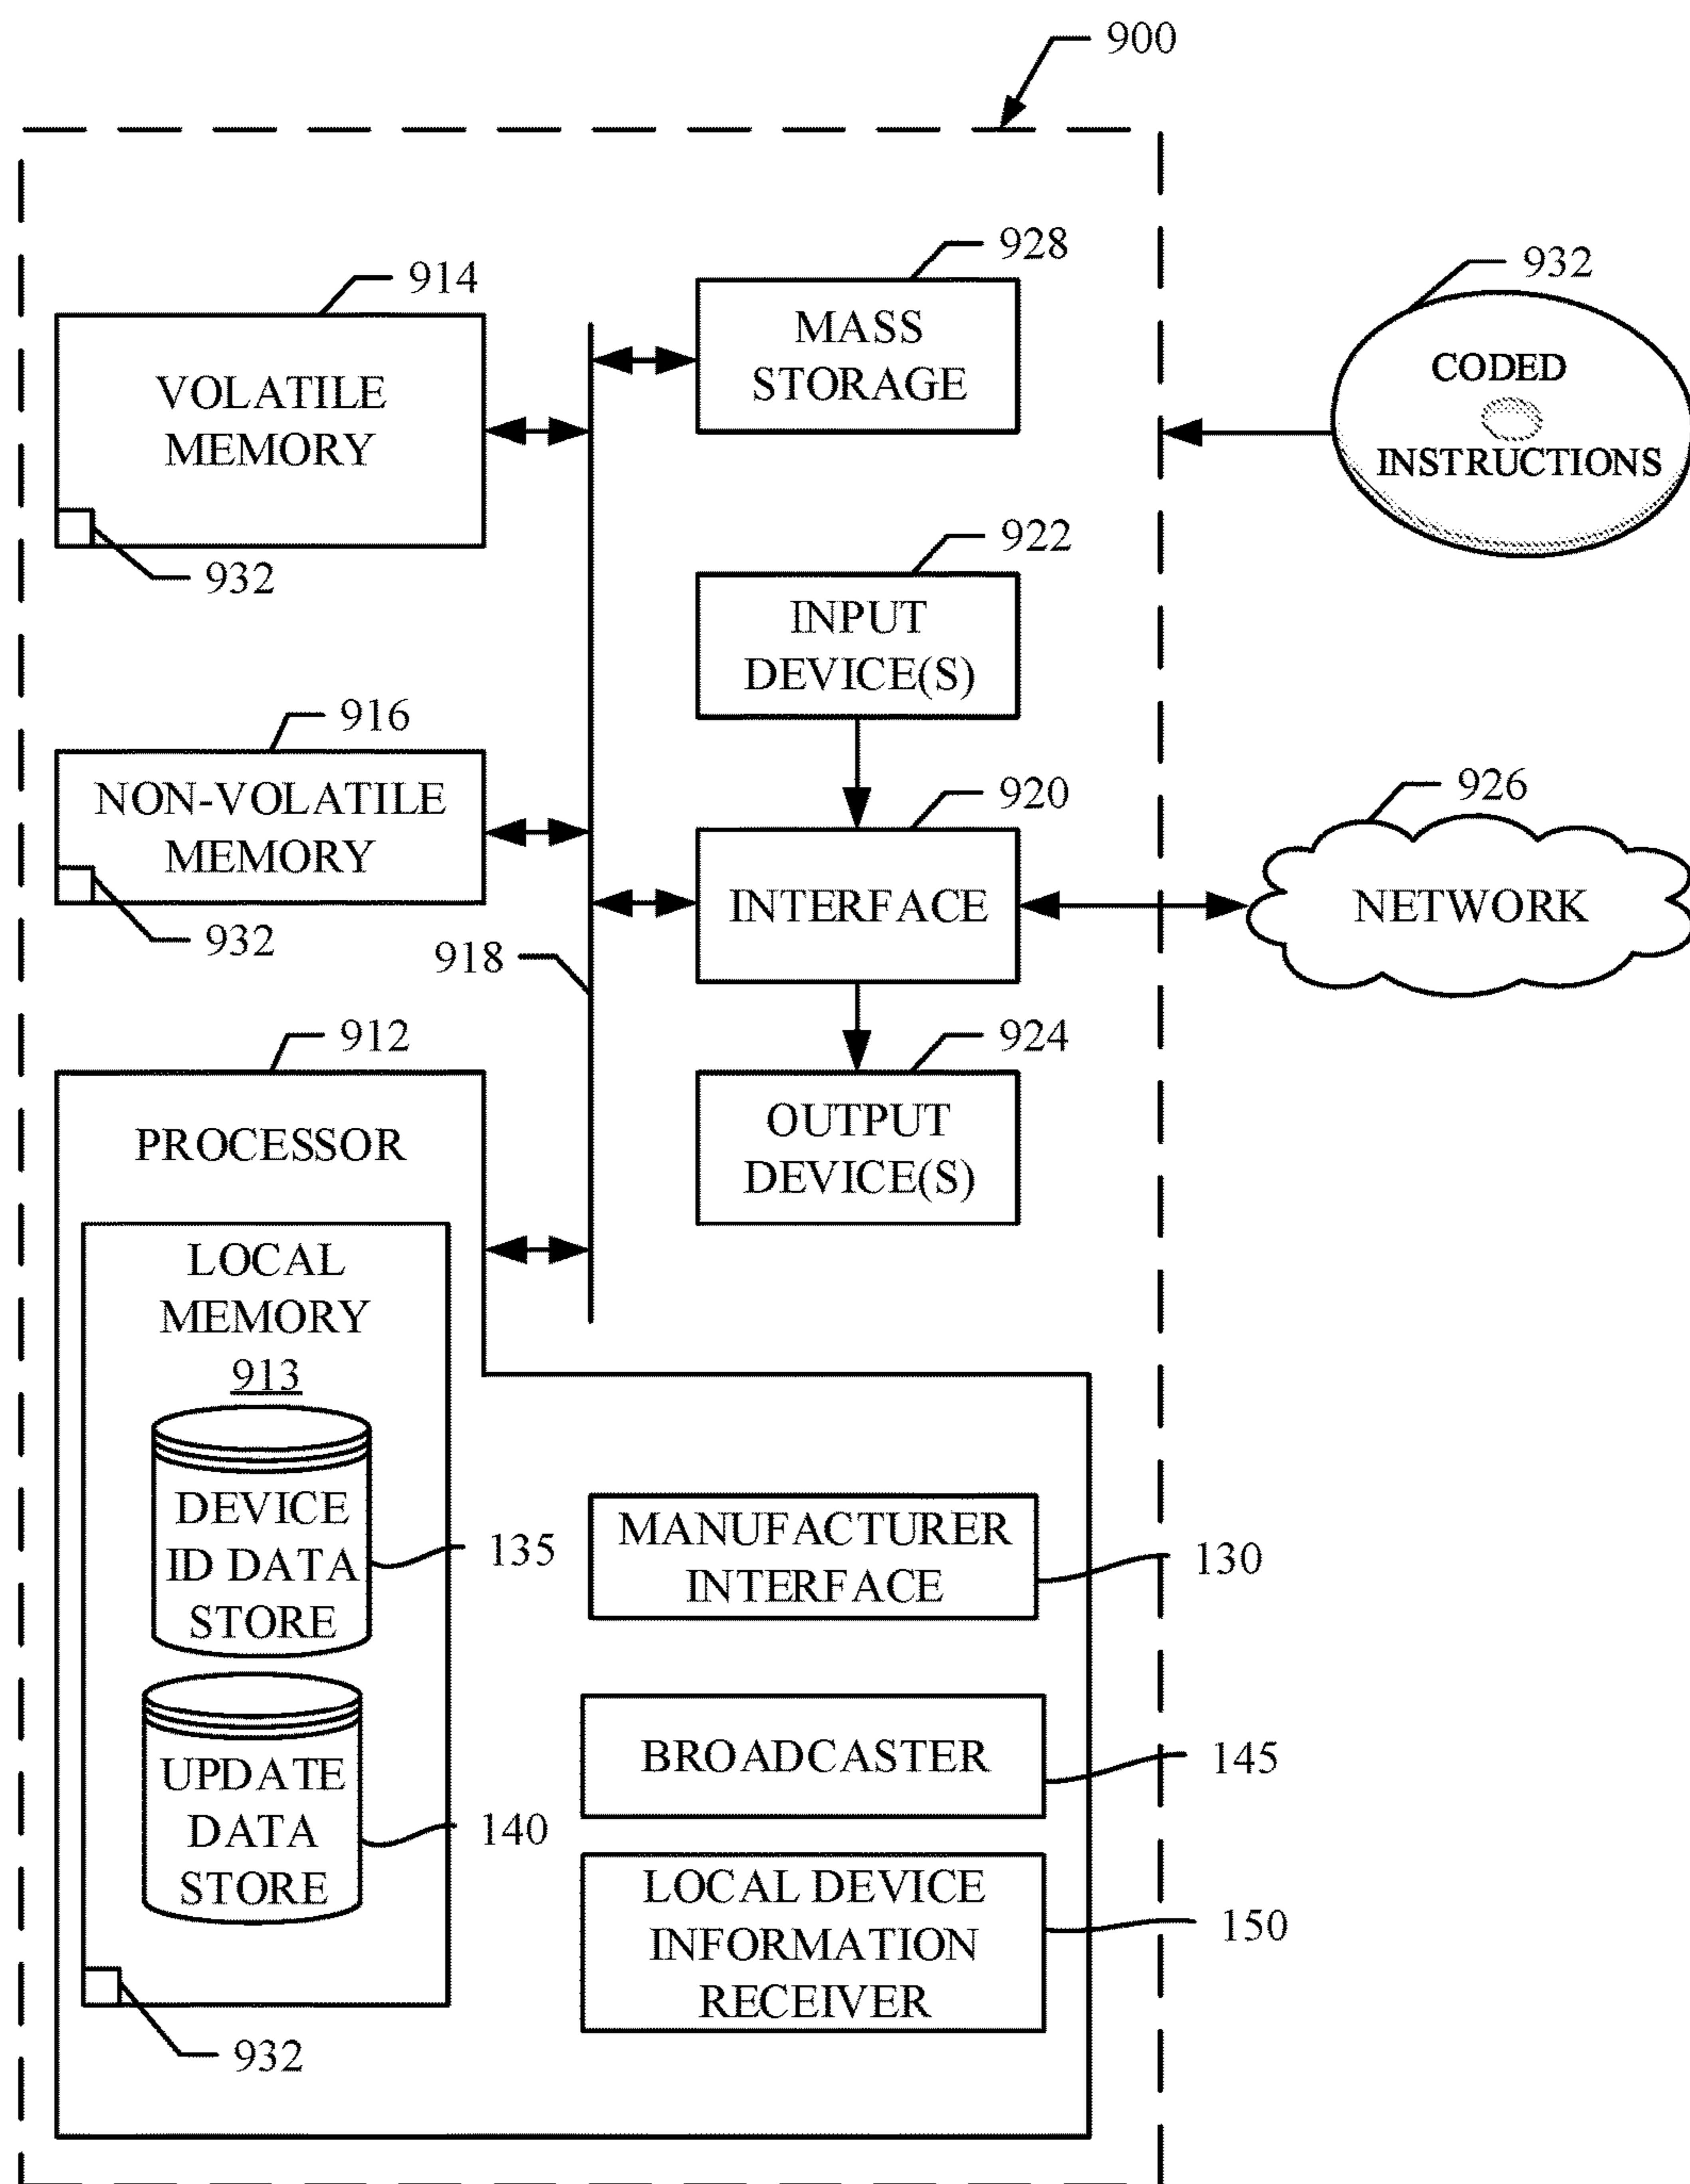 900
928
914
932
MASS
STORAGE
VOLATILE
MEMORY
CODED
INSTRUCTIONS
932
922
INPUT
DEVICE(S)
916
920
926
NON-VOLATILE
MEMORY
INTERFACE
NETWORK
932
918
912
924
PROCESSOR
OUTPUT
DEVICE(S)
LOCAL
MEMORY
913
DEVICE
ID DATA
STORE
135
MANUFACTURER
INTERFACE
130
UPDATE
DATA
STORE
140
BROADCASTER
145
LOCAL DEVICE
INFORMATION
RECEIVER
150
932